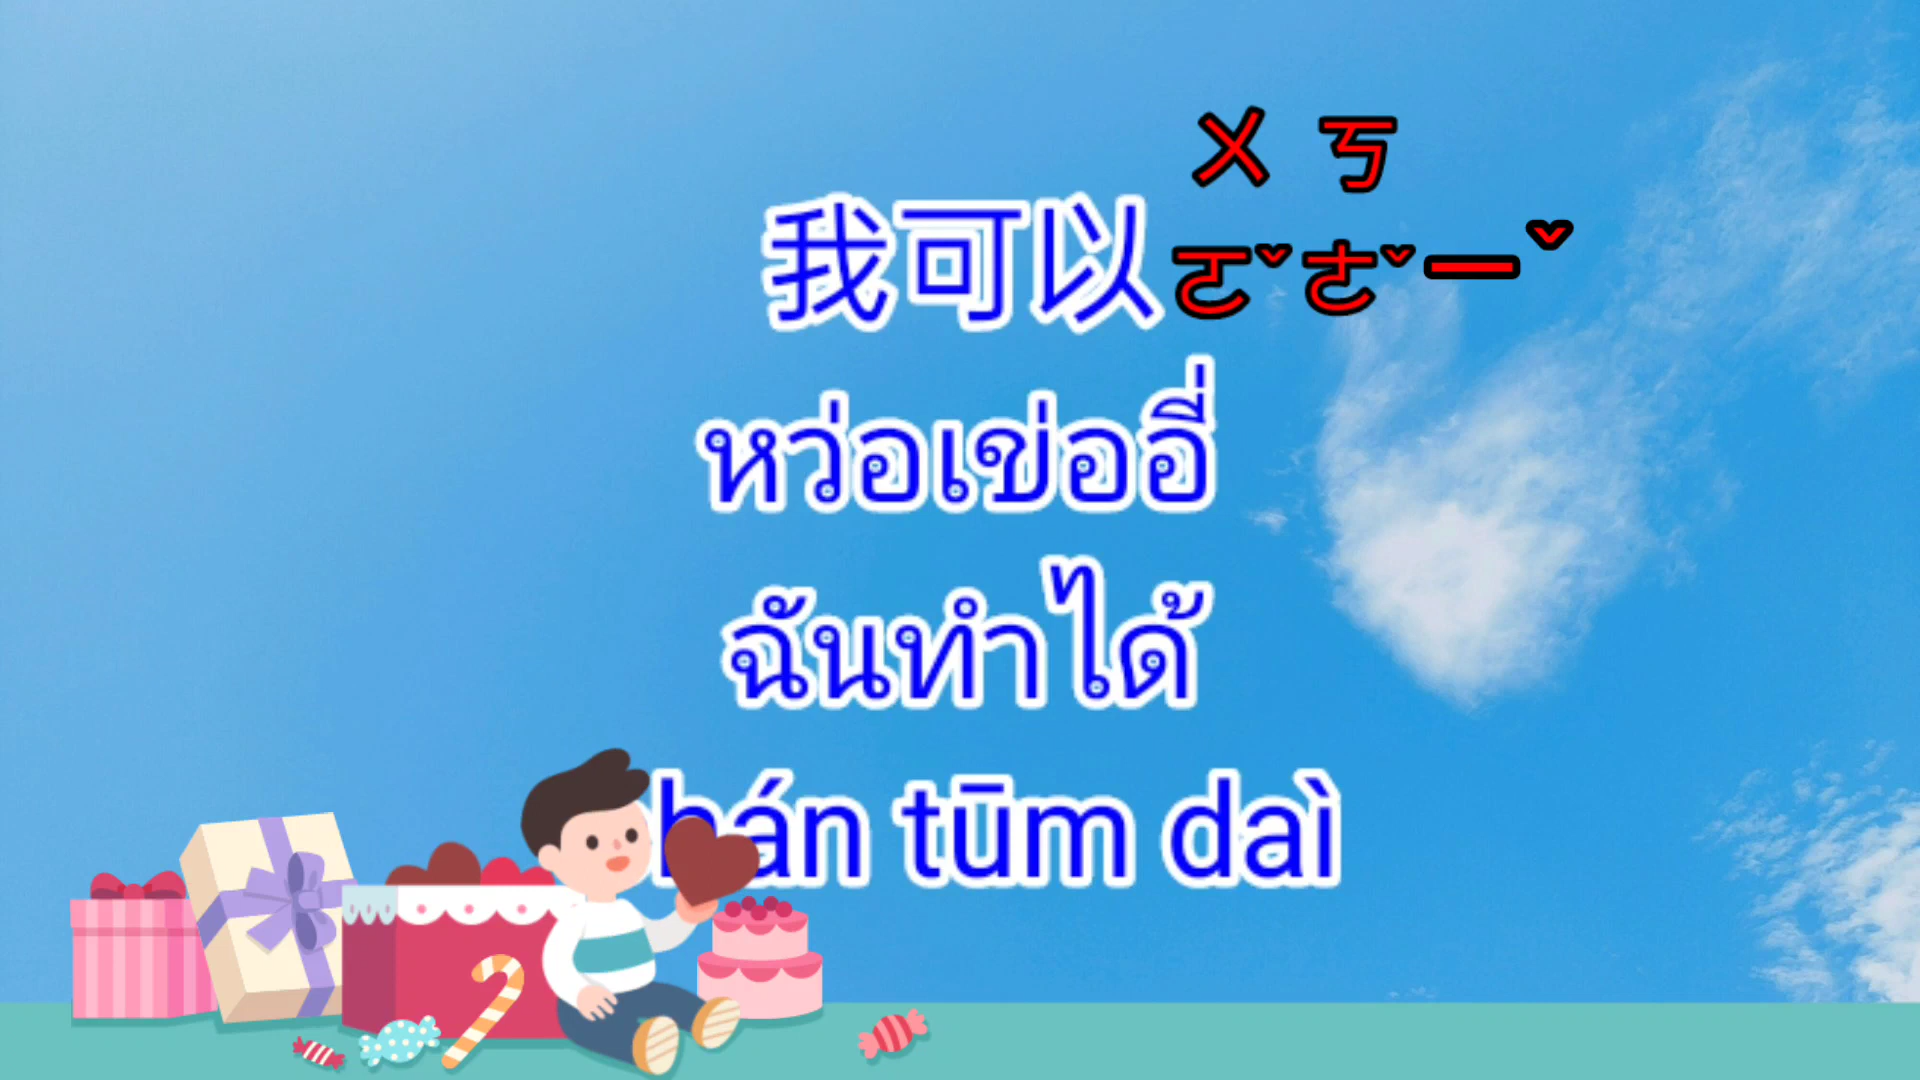 ㄨ ㄎ
我可以ㄛˇㄜˇㄧˇ
หว่อเข่ออี่
ฉันทำได้
tūm daì